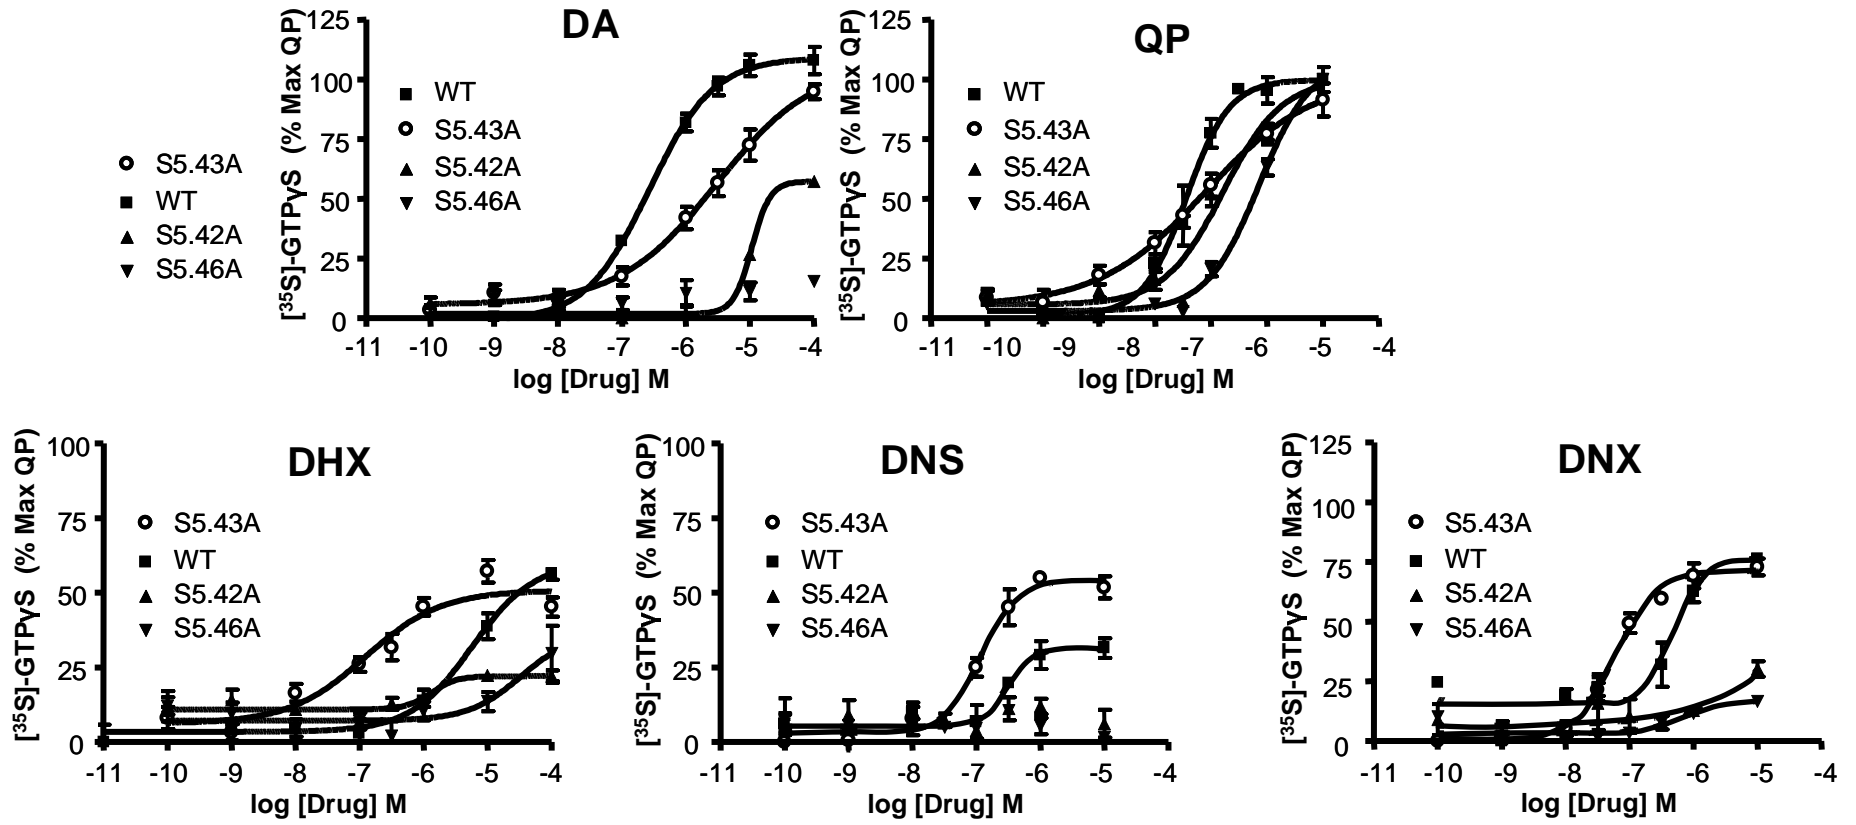 DA
[35S]-GTPγS (% Max QP)
125
100
75
50
25
0
WT
S5.43A
S5.42A
S5.46A
-11 -10 -9 -8 -7 -6 -5 -4
log [Drug] M
S5.43A
WT
S5.42A
S5.46A
QP
[35S]-GTPγS (% Max QP)
125
100
75
50
25
0
WT
S5.43A
S5.42A
S5.46A
-11 -10 -9 -8 -7 -6 -5 -4
log [Drug] M
DHX
[35S]-GTPγS (% Max QP)
100
75
50
25
0
S5.43A
WT
S5.42A
S5.46A
-11 -10 -9 -8 -7 -6 -5 -4
log [Drug] M
DNS
[35S]-GTPγS (% Max QP)
100
75
50
25
0
S5.43A
WT
S5.42A
S5.46A
-11 -10 -9 -8 -7 -6 -5 -4
log [Drug] M
DNX
[35S]-GTPγS (% Max QP)
125
100
75
50
25
0
S5.43A
WT
S5.42A
S5.46A
-11 -10 -9 -8 -7 -6 -5 -4
log [Drug] M